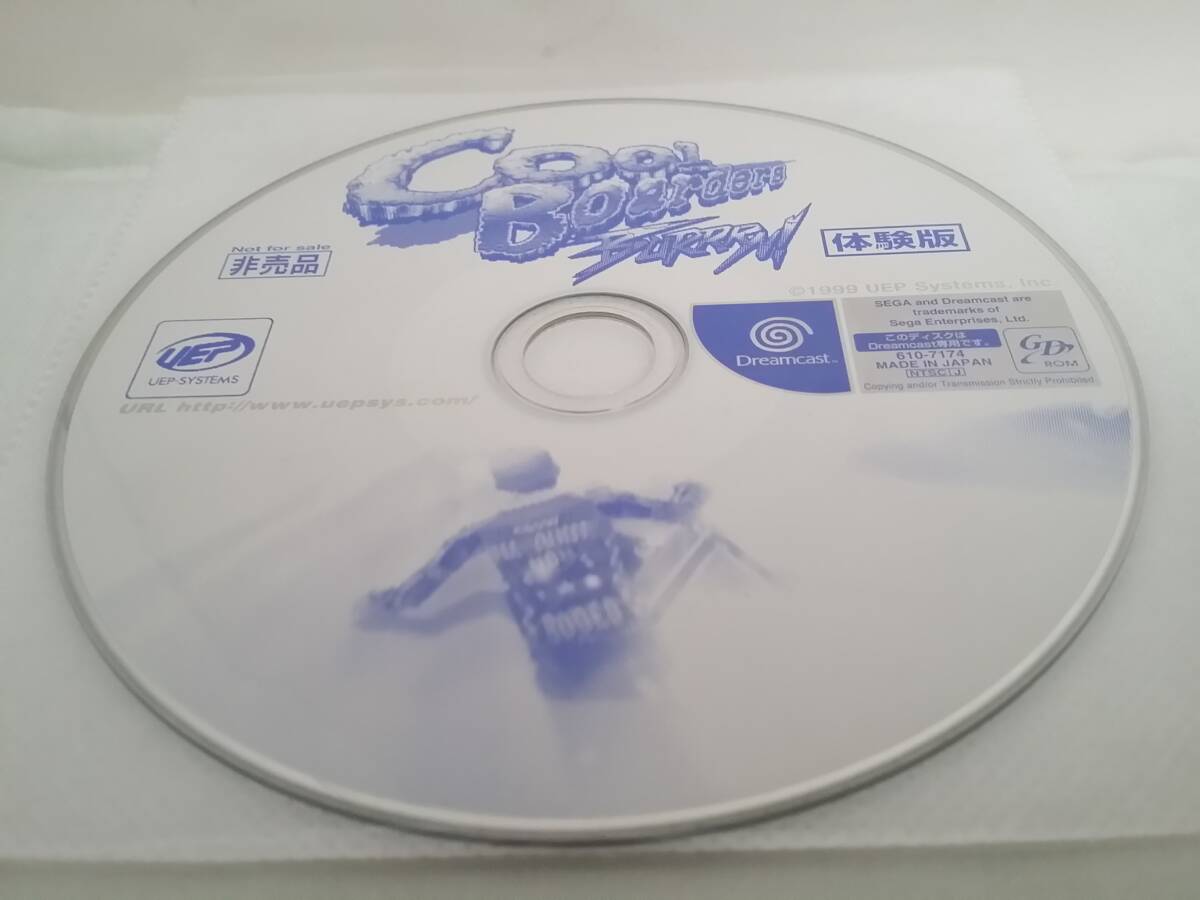 Cool
Boarders
BURRRN
体験版
Not for sale
非売品
©1999 UEP Systems, Inc
UEP
UEP-SYSTEMS
URL http://www.uepsys.com/
Dreamcast™
SEGA and Dreamcast are
trademarks of
Sega Enterprises, Ltd.
このディスクは
Dreamcast専用です。
610-7174
MADE IN JAPAN
NTSC J
Copying and/or Transmission Strictly Prohibited
GD
ROM
RODEO